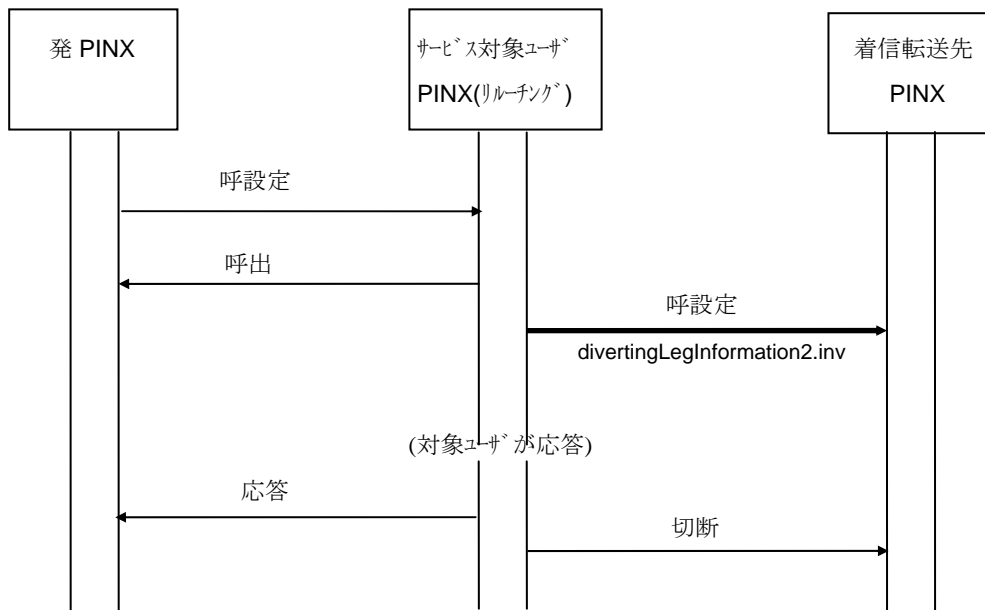 発 PINX
ｻｰﾋﾞｽ対象ﾕｰｻﾞ
PINX(ﾘﾙｰﾁﾝｸﾞ)
着信転送先
PINX
呼設定
呼出
呼設定
divertingLegInformation2.inv
(対象ﾕｰｻﾞが応答)
応答
切断